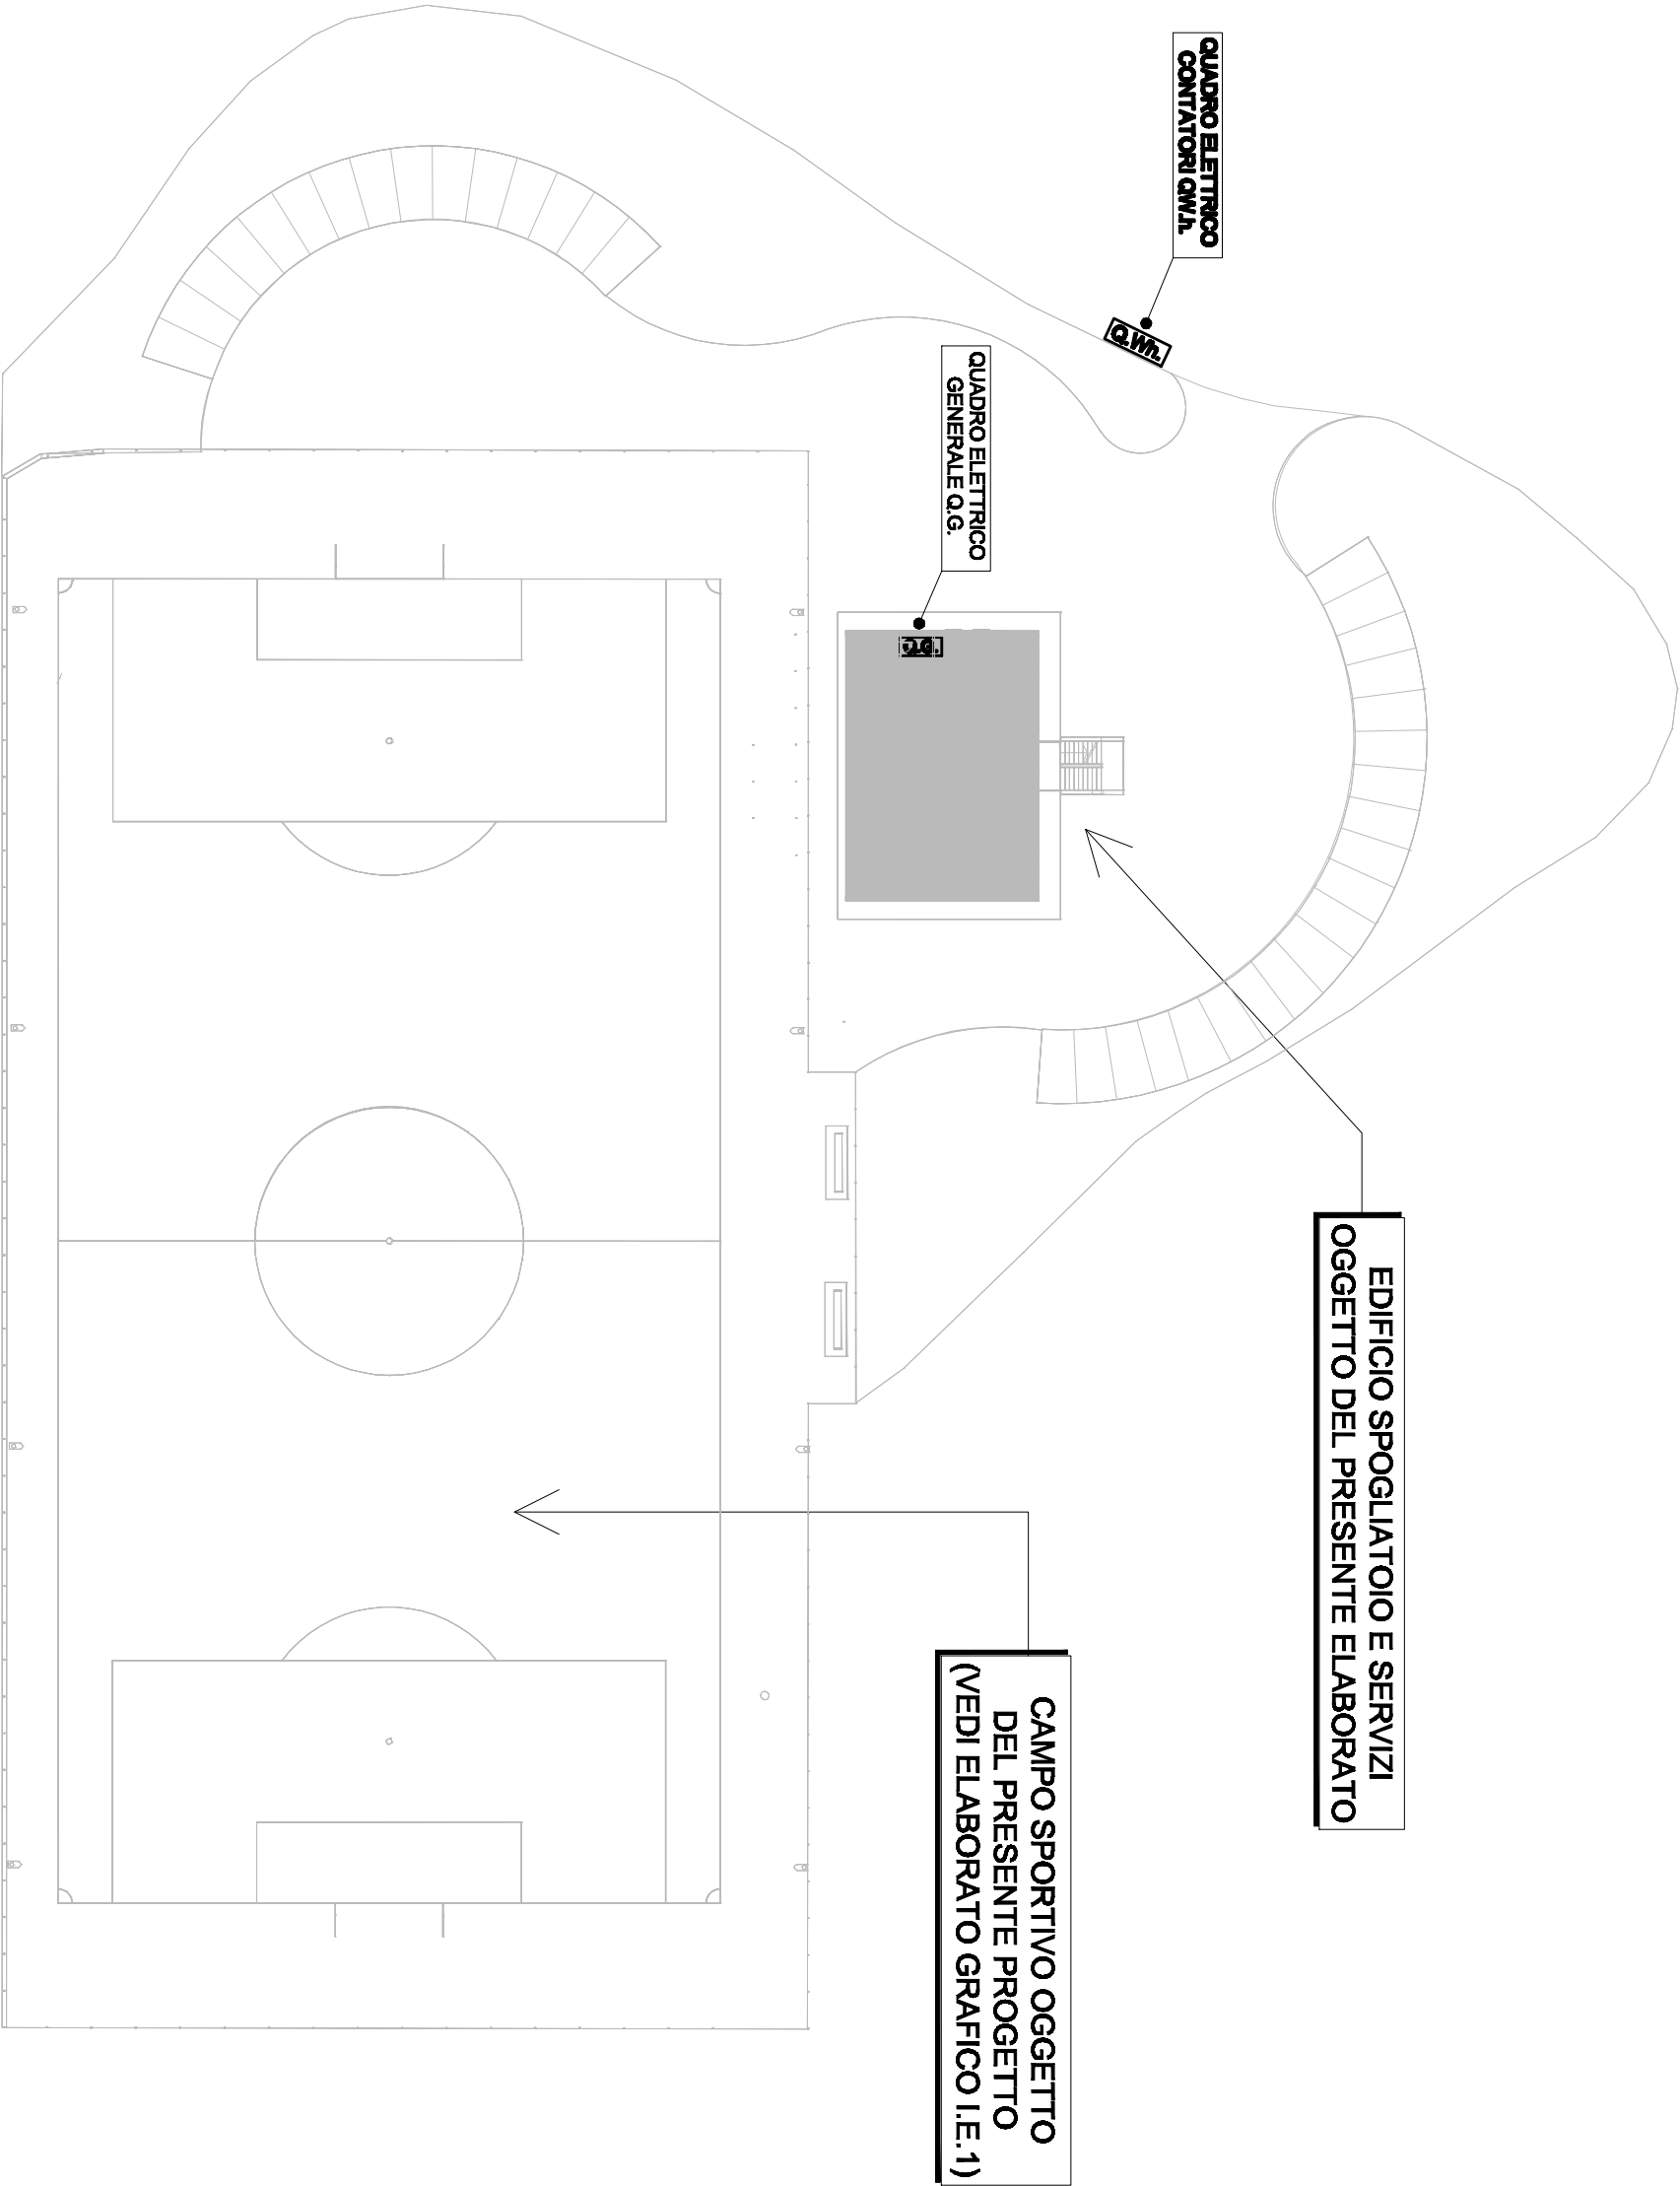 QUADRO ELETTRICO
CONTATORI QW.h.
Q.Wh.
QUADRO ELETTRICO
GENERALE Q.G.
Q.G.
EDIFICIO SPOGLIATOIO E SERVIZI
OGGETTO DEL PRESENTE ELABORATO
CAMPO SPORTIVO OGGETTO
DEL PRESENTE PROGETTO
(VEDI ELABORATO GRAFICO I.E.1)